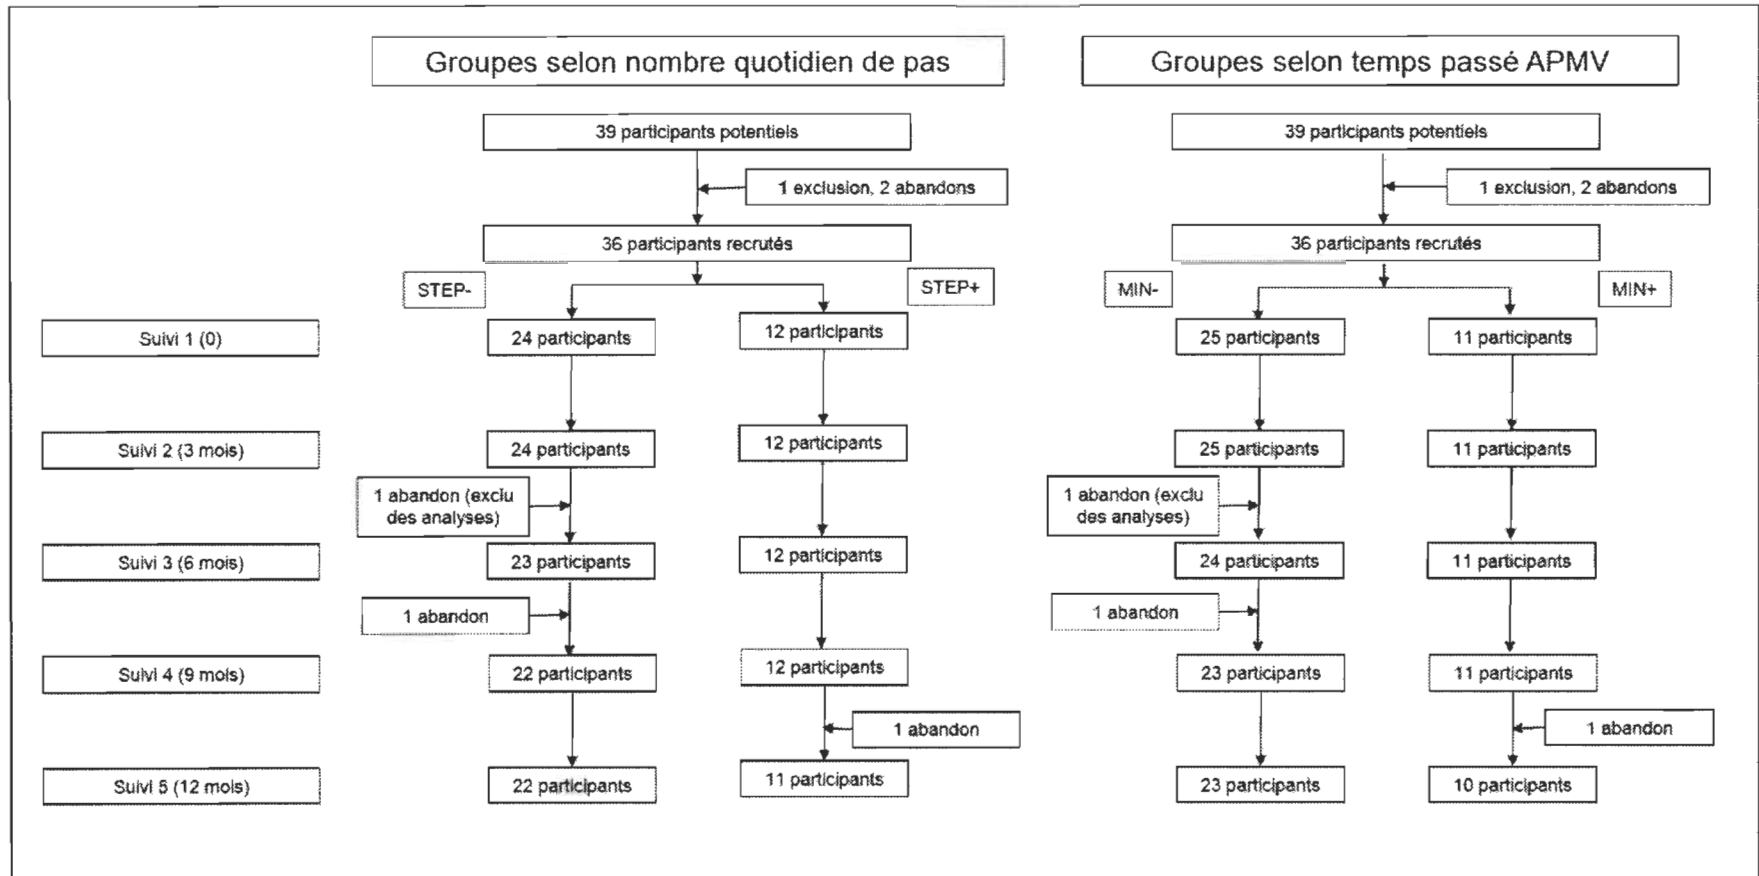 Groupes selon nombre quotidien de pas
Groupes selon temps passé APMV
39 participants potentiels
39 participants potentiels
1 exclusion, 2 abandons
1 exclusion, 2 abandons
36 participants recrutés
36 participants recrutés
STEP-
STEP+
MIN-
MIN+
Suivi 1 (0)
24 participants
12 participants
25 participants
11 participants
Suivi 2 (3 mois)
24 participants
12 participants
25 participants
11 participants
1 abandon (exclu
des analyses)
1 abandon (exclu
des analyses)
Suivi 3 (6 mois)
23 participants
12 participants
24 participants
11 participants
1 abandon
1 abandon
Suivi 4 (9 mois)
22 participants
12 participants
23 participants
11 participants
1 abandon
1 abandon
Suivi 5 (12 mois)
22 participants
11 participants
23 participants
10 participants